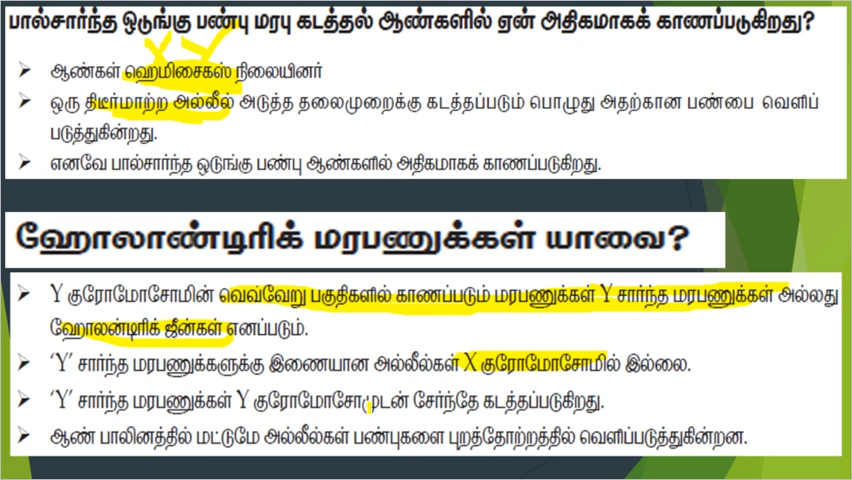 பால்சார்ந்த ஒடுங்கு பண்பு மரபு கடத்தல் ஆண்களில் ஏன் அதிகமாகக் காணப்படுகிறது?
XY
➢ ஆண்கள் ஹெமிசைகஸ் நிலையினர்
➢ ஒரு திடீர்மாற்ற அல்லீல் அடுத்த தலைமுறைக்கு கடத்தப்படும் பொழுது அதற்கான பண்பை வெளிப்
படுத்துகின்றது.
➢ எனவே பால்சார்ந்த ஒடுங்கு பண்பு ஆண்களில் அதிகமாகக் காணப்படுகிறது.
ஹோலாண்டிரிக் மரபணுக்கள் யாவை?
➢ Y குரோமோசோமின் வெவ்வேறு பகுதிகளில் காணப்படும் மரபணுக்கள் Y சார்ந்த மரபணுக்கள் அல்லது
ஹோலன்டிரிக் ஜீன்கள் எனப்படும்.
➢ ‘Y’ சார்ந்த மரபணுக்களுக்கு இணையான அல்லீல்கள் X குரோமோசோமில் இல்லை.
➢ ‘Y’ சார்ந்த மரபணுக்கள் Y குரோமோசோமுடன் சேர்ந்தே கடத்தப்படுகிறது.
➢ ஆண் பாலினத்தில் மட்டுமே அல்லீல்கள் பண்புகளை புறத்தோற்றத்தில் வெளிப்படுத்துகின்றன.